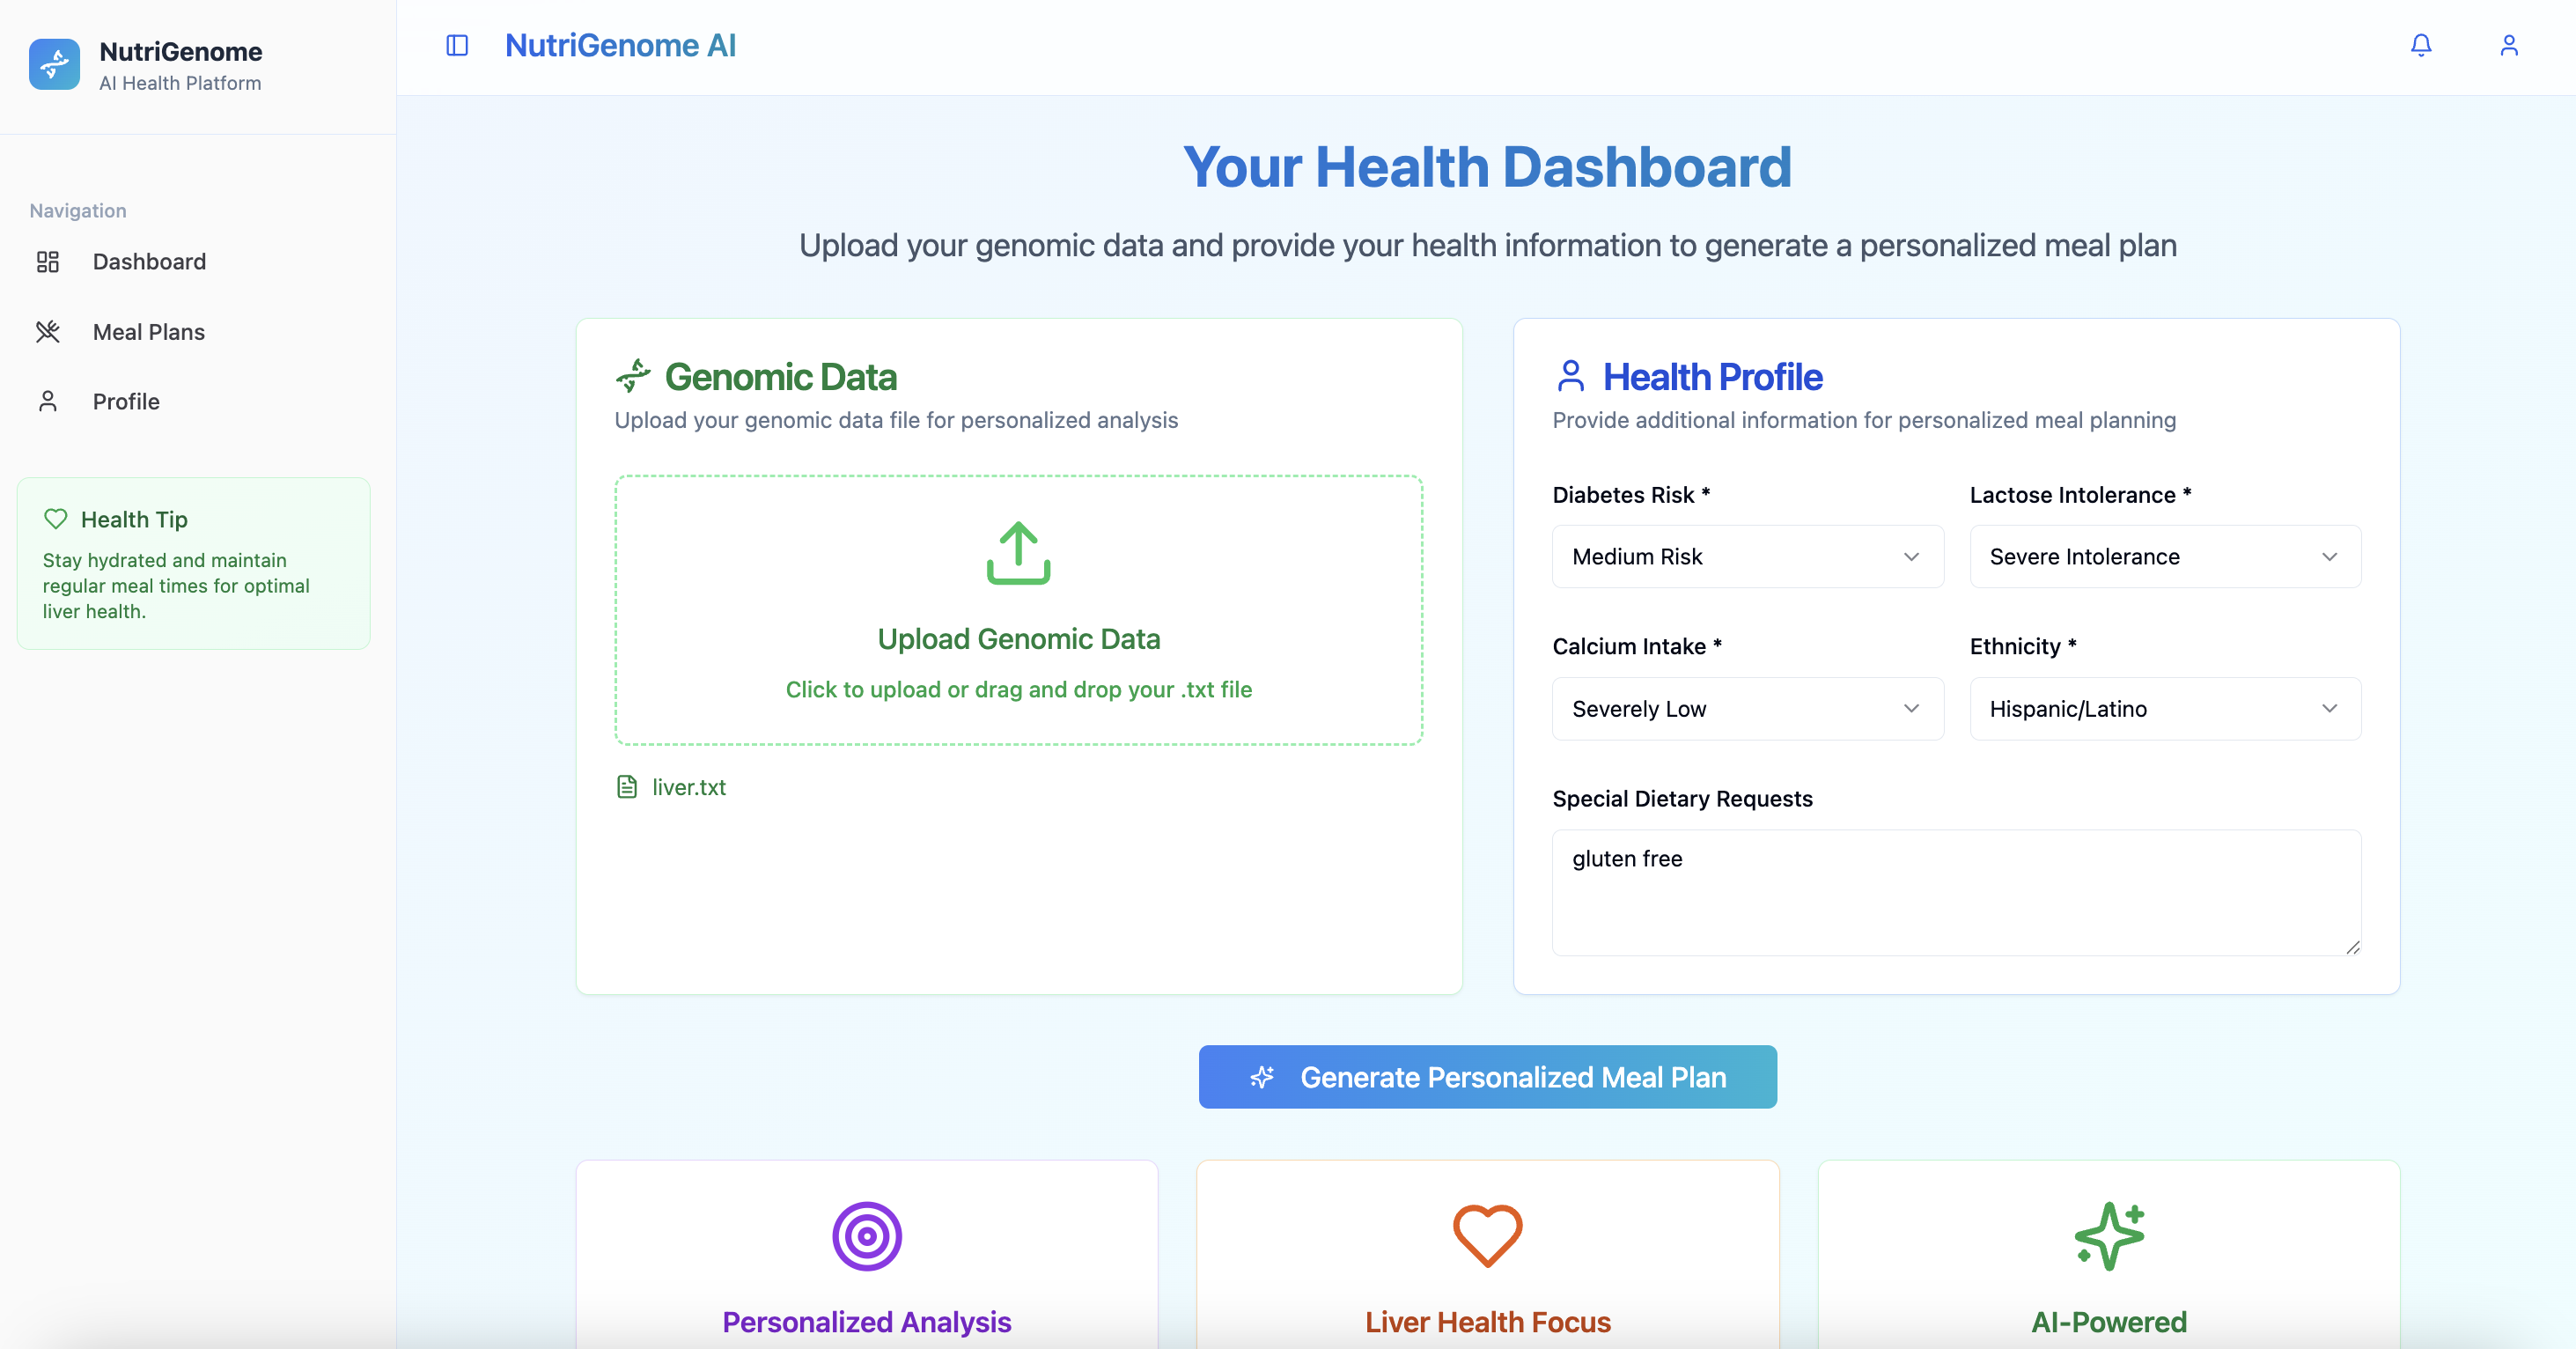 NutriGenome
AI Health Platform
Navigation
Dashboard
Meal Plans
Profile
Health Tip
Stay hydrated and maintain
regular meal times for optimal
liver health.
NutriGenome AI
Your Health Dashboard
Upload your genomic data and provide your health information to generate a personalized meal plan
Genomic Data
Upload your genomic data file for personalized analysis
Upload Genomic Data
Click to upload or drag and drop your .txt file
liver.txt
Health Profile
Provide additional information for personalized meal planning
Diabetes Risk *
Medium Risk
Lactose Intolerance *
Severe Intolerance
Calcium Intake *
Severely Low
Ethnicity *
Hispanic/Latino
Special Dietary Requests
gluten free
Generate Personalized Meal Plan
Personalized Analysis
Liver Health Focus
AI-Powered